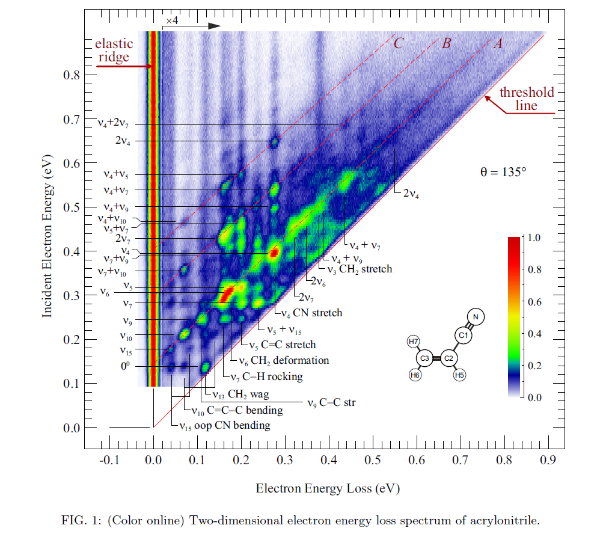 ×4
elastic
ridge
C
B
A
threshold
line
θ = 135°
0.8
0.7
0.6
0.5
0.4
0.3
0.2
0.1
0.0
Incident Electron Energy (eV)
ν₄+2ν₇
2ν₄
ν₄+ν₅
ν₄+ν₇
ν₄+ν₉
ν₄+ν₁₀
ν₅+ν₇
2ν₇
ν₄
ν₇+ν₉
ν₇+ν₁₀
ν₅
ν₆
ν₇
ν₉
ν₁₀
ν₁₅
0⁰
2ν₄
ν₄ + ν₇
ν₄ + ν₉
ν₃ CH₂ stretch
2ν₆
2ν₇
ν₄ CN stretch
ν₅ + ν₁₅
ν₅ C=C stretch
ν₆ CH₂ deformation
ν₇ C–H rocking
ν₁₃ CH₂ wag
ν₉ C–C str
ν₁₀ C=C–C bending
ν₁₅ oop CN bending
N
C1
H7
C3
C2
H6
H5
1.0
0.8
0.6
0.4
0.2
0.0
-0.1
0.0
0.1
0.2
0.3
0.4
0.5
0.6
0.7
0.8
0.9
Electron Energy Loss (eV)
FIG. 1: (Color online) Two-dimensional electron energy loss spectrum of acrylonitrile.